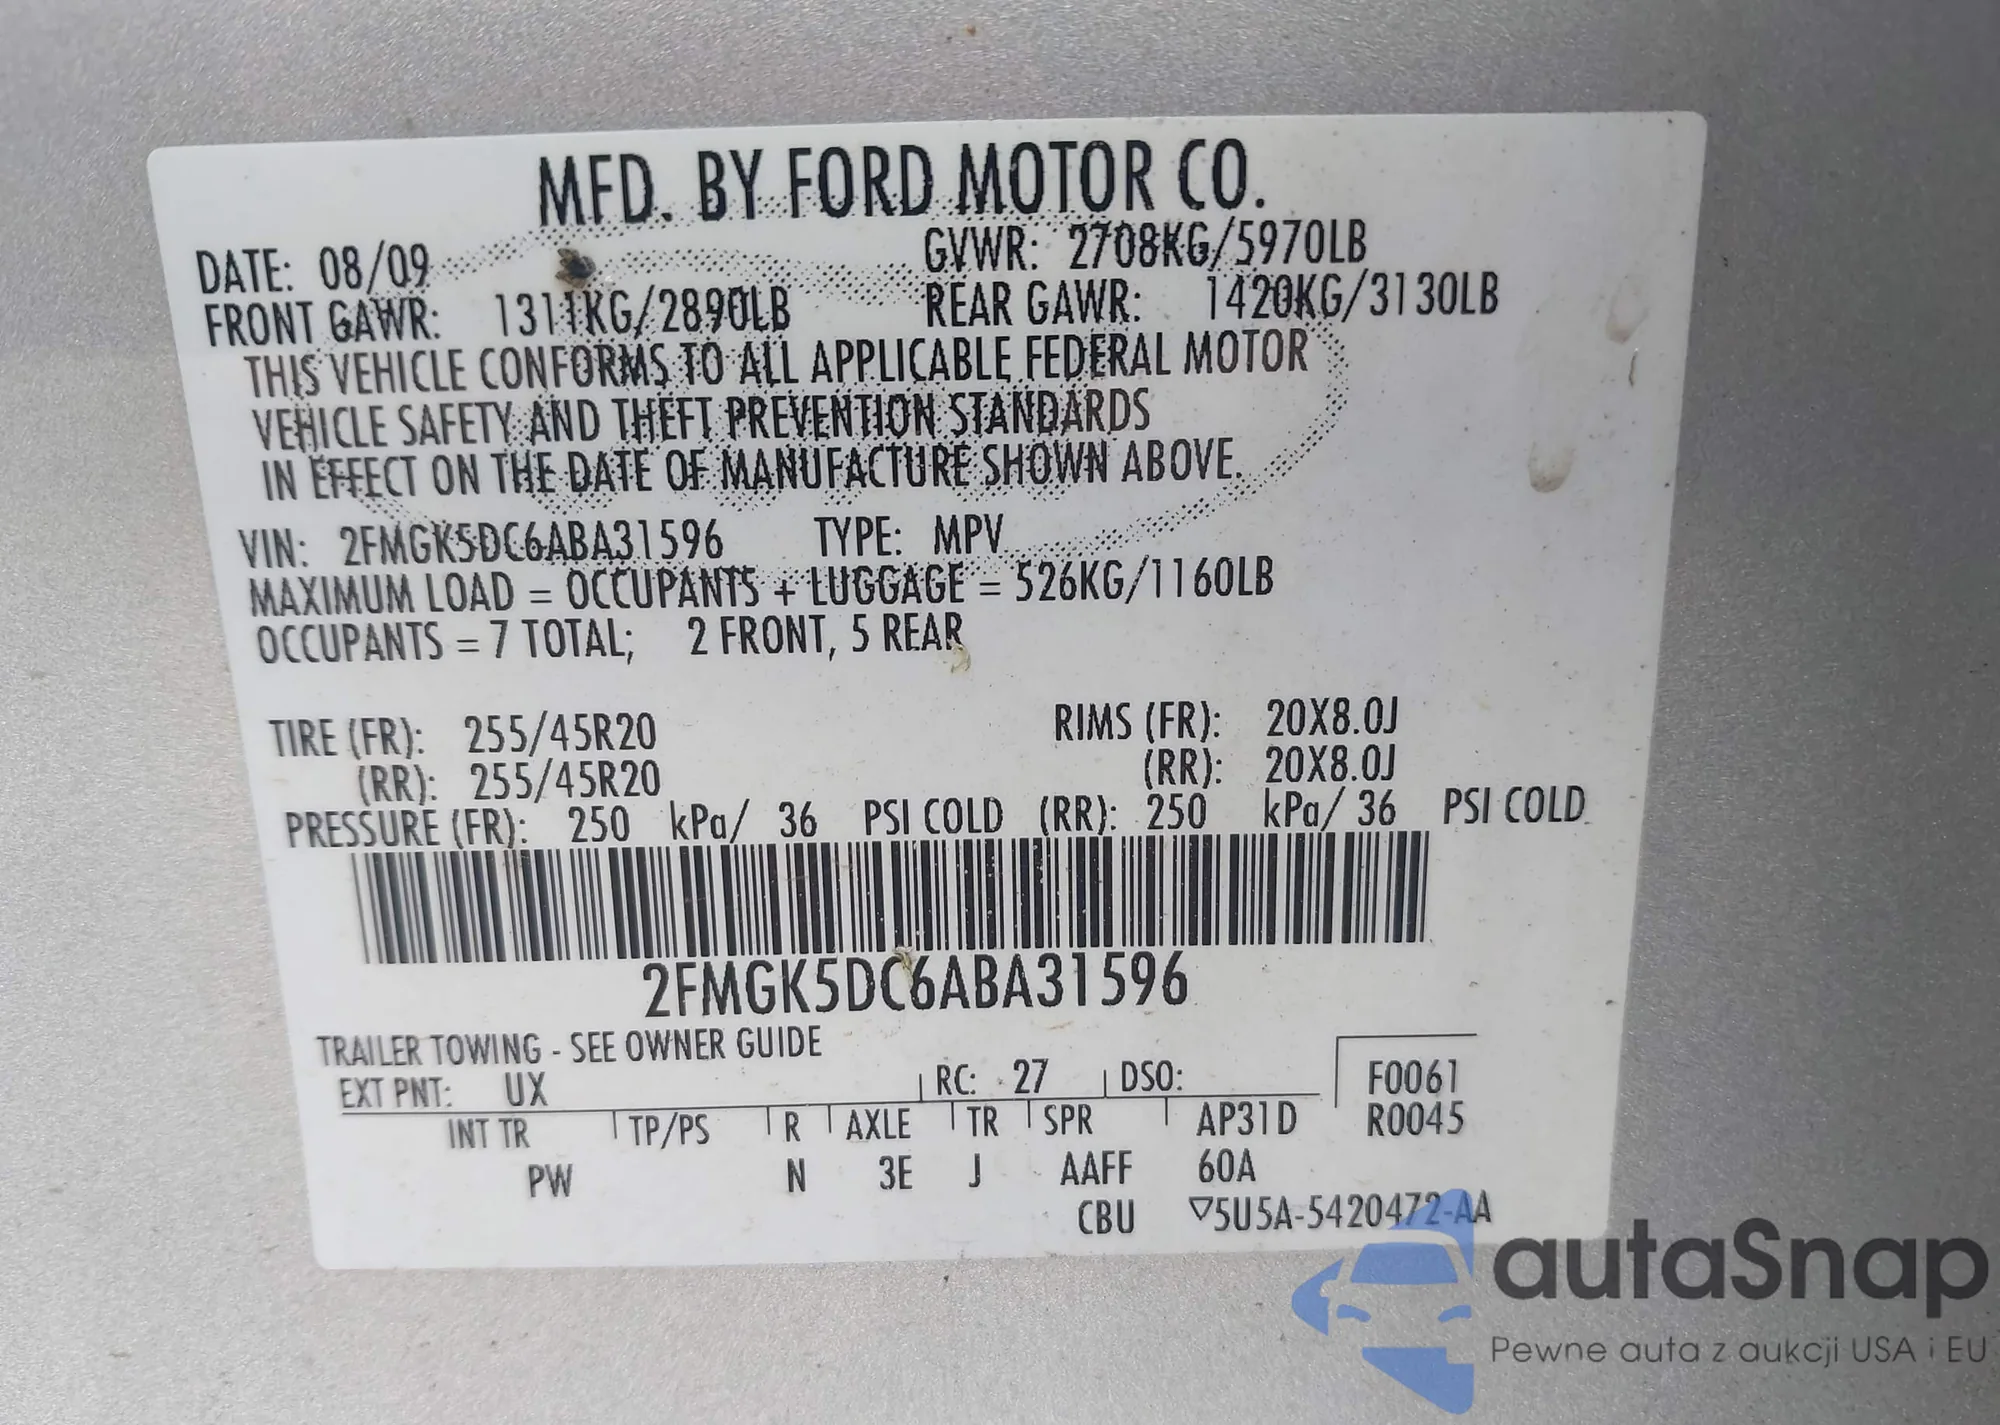 MFD. BY FORD MOTOR CO.
DATE: 08/09 GVWR: 2708KG/5970LB
FRONT GAWR: 1311KG/2890LB REAR GAWR: 1420KG/3130LB
THIS VEHICLE CONFORMS TO ALL APPLICABLE FEDERAL MOTOR
VEHICLE SAFETY AND THEFT PREVENTION STANDARDS
IN EFFECT ON THE DATE OF MANUFACTURE SHOWN ABOVE.
VIN: 2FMGK5DC6ABA31596 TYPE: MPV
MAXIMUM LOAD = OCCUPANTS + LUGGAGE = 526KG/1160LB
OCCUPANTS = 7 TOTAL; 2 FRONT, 5 REAR
TIRE (FR): 255/45R20 RIMS (FR): 20X8.0J
(RR): 255/45R20 (RR): 20X8.0J
PRESSURE (FR): 250 kPa/ 36 PSI COLD (RR): 250 kPa/ 36 PSI COLD
2FMGK5DC6ABA31596
TRAILER TOWING - SEE OWNER GUIDE
EXT PNT: UX RC: 27 DSO: F0061
INT TR TP/PS R AXLE TR SPR AP31D R0045
PW N 3E J AAFF 60A
CBU ▽5U5A-5420472-AA
autaSnap
Pewne auta z aukcji USA i EU